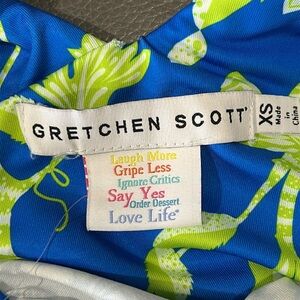 GRETCHEN SCOTT
XS
Made
in
China
Laugh More
Gripe Less
Ignore Critics
Say Yes
Order Dessert
Love Life®